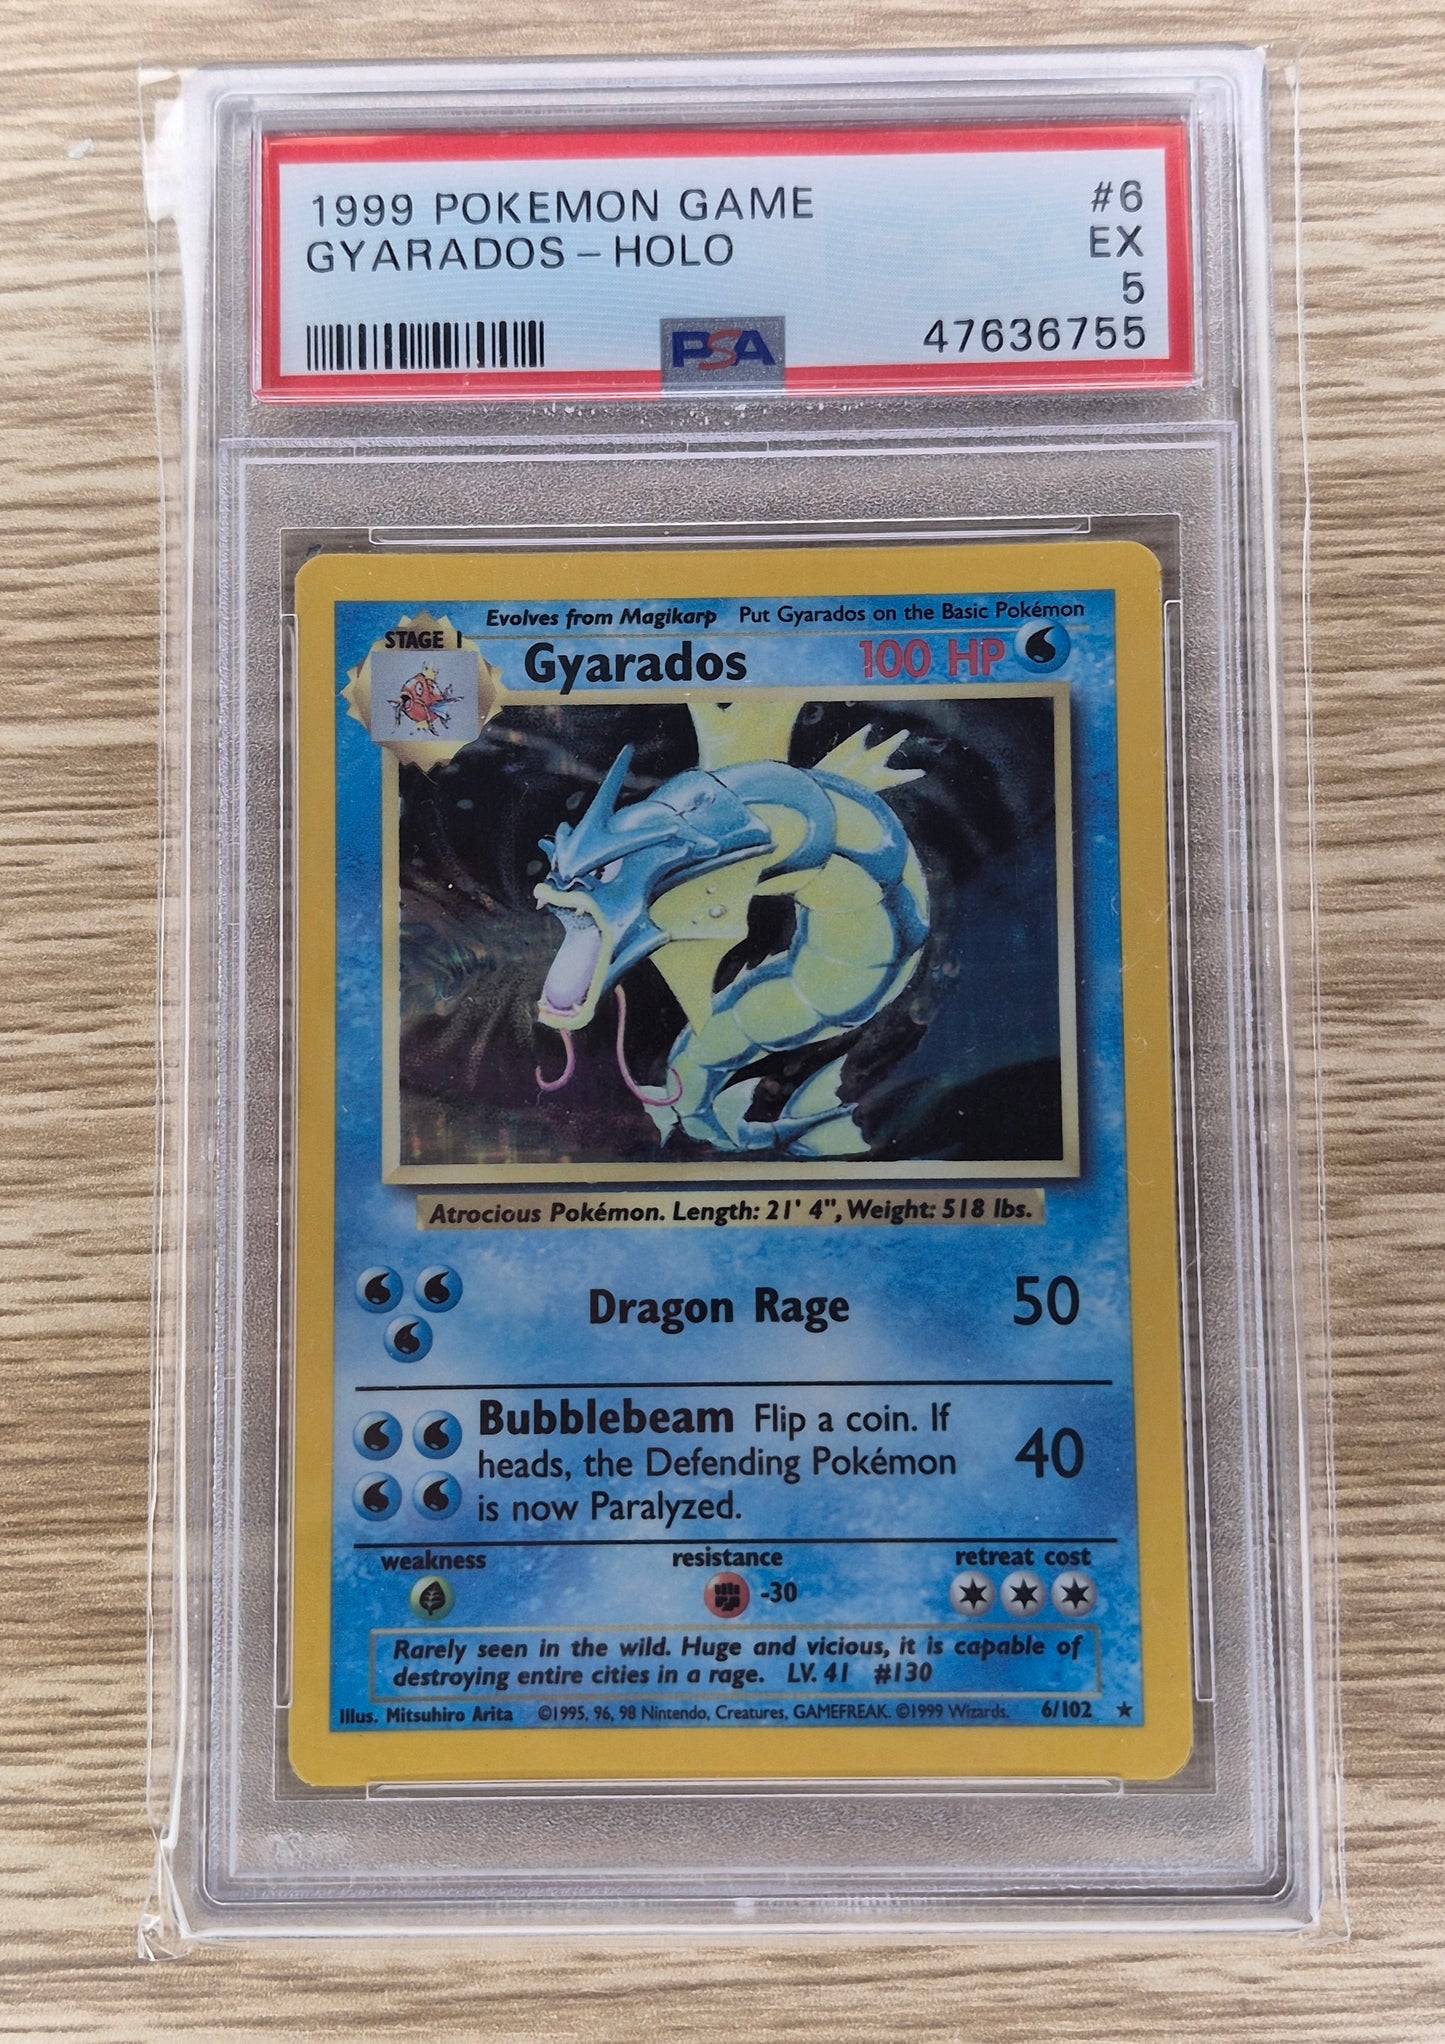 1999 POKEMON GAME #6
GYARADOS - HOLO EX
5
PSA 47636755
Evolves from Magikarp Put Gyarados on the Basic Pokémon
STAGE 1
Gyarados 100 HP
Atrocious Pokémon. Length: 21' 4", Weight: 518 lbs.
Dragon Rage 50
Bubblebeam Flip a coin. If
heads, the Defending Pokémon 40
is now Paralyzed.
weakness resistance retreat cost
-30
Rarely seen in the wild. Huge and vicious, it is capable of
destroying entire cities in a rage. LV. 41 #130
Illus. Mitsuhiro Arita ©1995, 96, 98 Nintendo, Creatures, GAMEFREAK. ©1999 Wizards. 6/102 ★